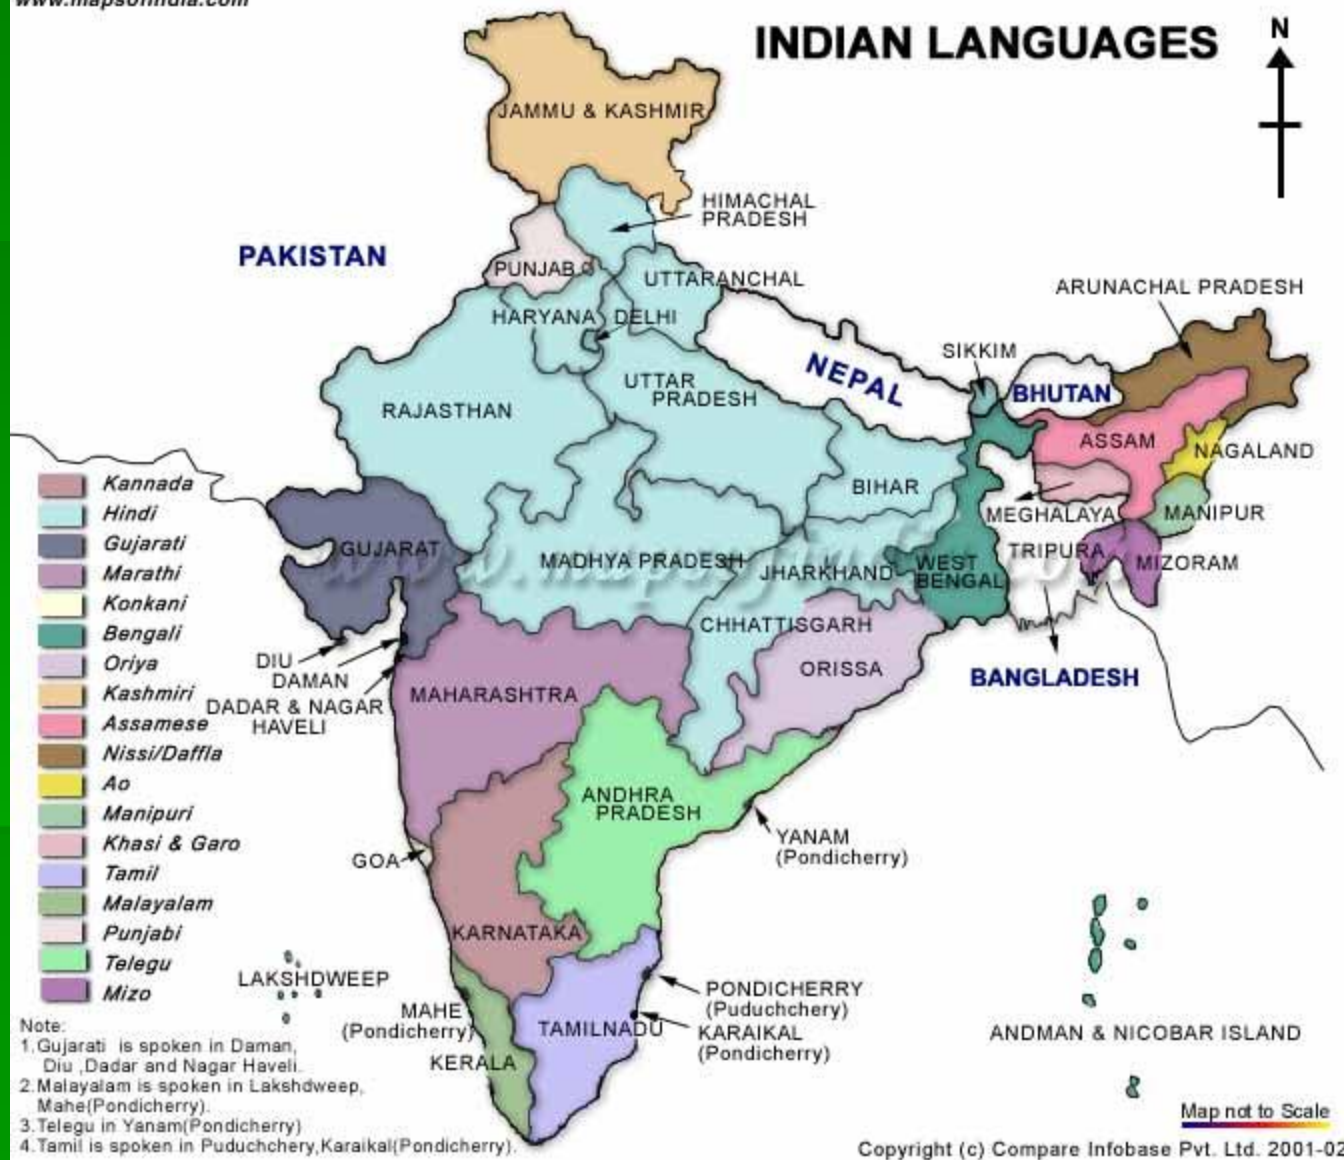 www.mapsofindia.com
INDIAN LANGUAGES
N
JAMMU & KASHMIR
HIMACHAL
PRADESH
PAKISTAN
PUNJAB
UTTARANCHAL
ARUNACHAL PRADESH
HARYANA
DELHI
SIKKIM
NEPAL
BHUTAN
UTTAR
PRADESH
RAJASTHAN
ASSAM
NAGALAND
BIHAR
MEGHALAYA
MANIPUR
GUJARAT
MADHYA PRADESH
JHARKHAND
WEST
BENGAL
TRIPURA
MIZORAM
CHHATTISGARH
ORISSA
BANGLADESH
DIU
DAMAN
DADAR & NAGAR
HAVELI
MAHARASHTRA
ANDHRA
PRADESH
YANAM
(Pondicherry)
GOA
KARNATAKA
LAKSHDWEEP
MAHE
(Pondicherry)
KERALA
TAMILNADU
PONDICHERRY
(Puduchchery)
KARAIKAL
(Pondicherry)
ANDMAN & NICOBAR ISLAND
Kannada
Hindi
Gujarati
Marathi
Konkani
Bengali
Oriya
Kashmiri
Assamese
Nissi/Daffla
Ao
Manipuri
Khasi & Garo
Tamil
Malayalam
Punjabi
Telegu
Mizo
Note:
1.Gujarati is spoken in Daman,
Diu ,Dadar and Nagar Haveli.
2.Malayalam is spoken in Lakshdweep,
Mahe(Pondicherry).
3.Telegu in Yanam(Pondicherry)
4.Tamil is spoken in Puduchchery,Karaikal(Pondicherry).
Map not to Scale
Copyright (c) Compare Infobase Pvt. Ltd. 2001-02